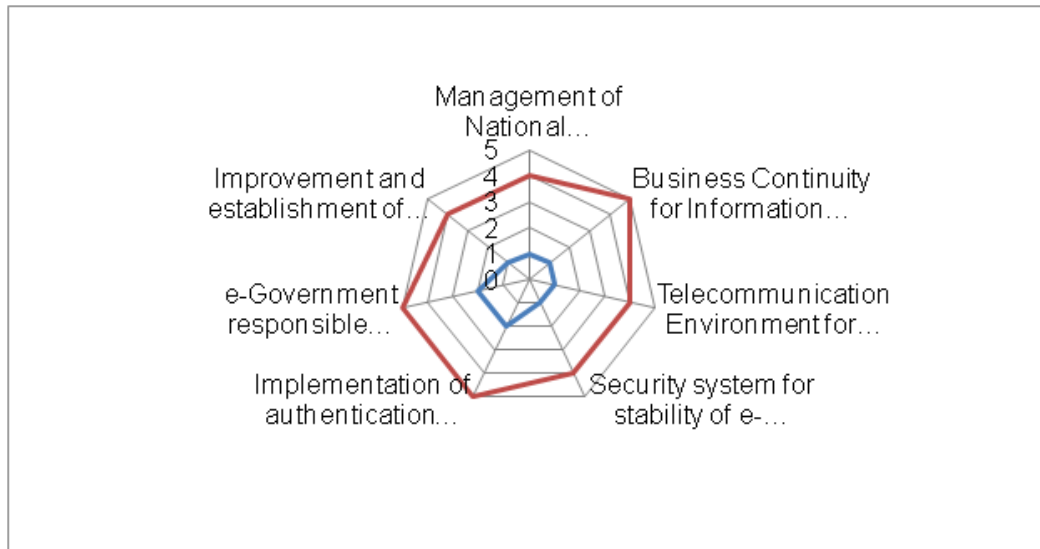 Management of
National...
5
4
3
2
1
0
Business Continuity
for Information...
Telecommunication
Environment for...
Security system for
stability of e-...
Implementation of
authentication...
e-Government
responsible...
Improvement and
establishment of...